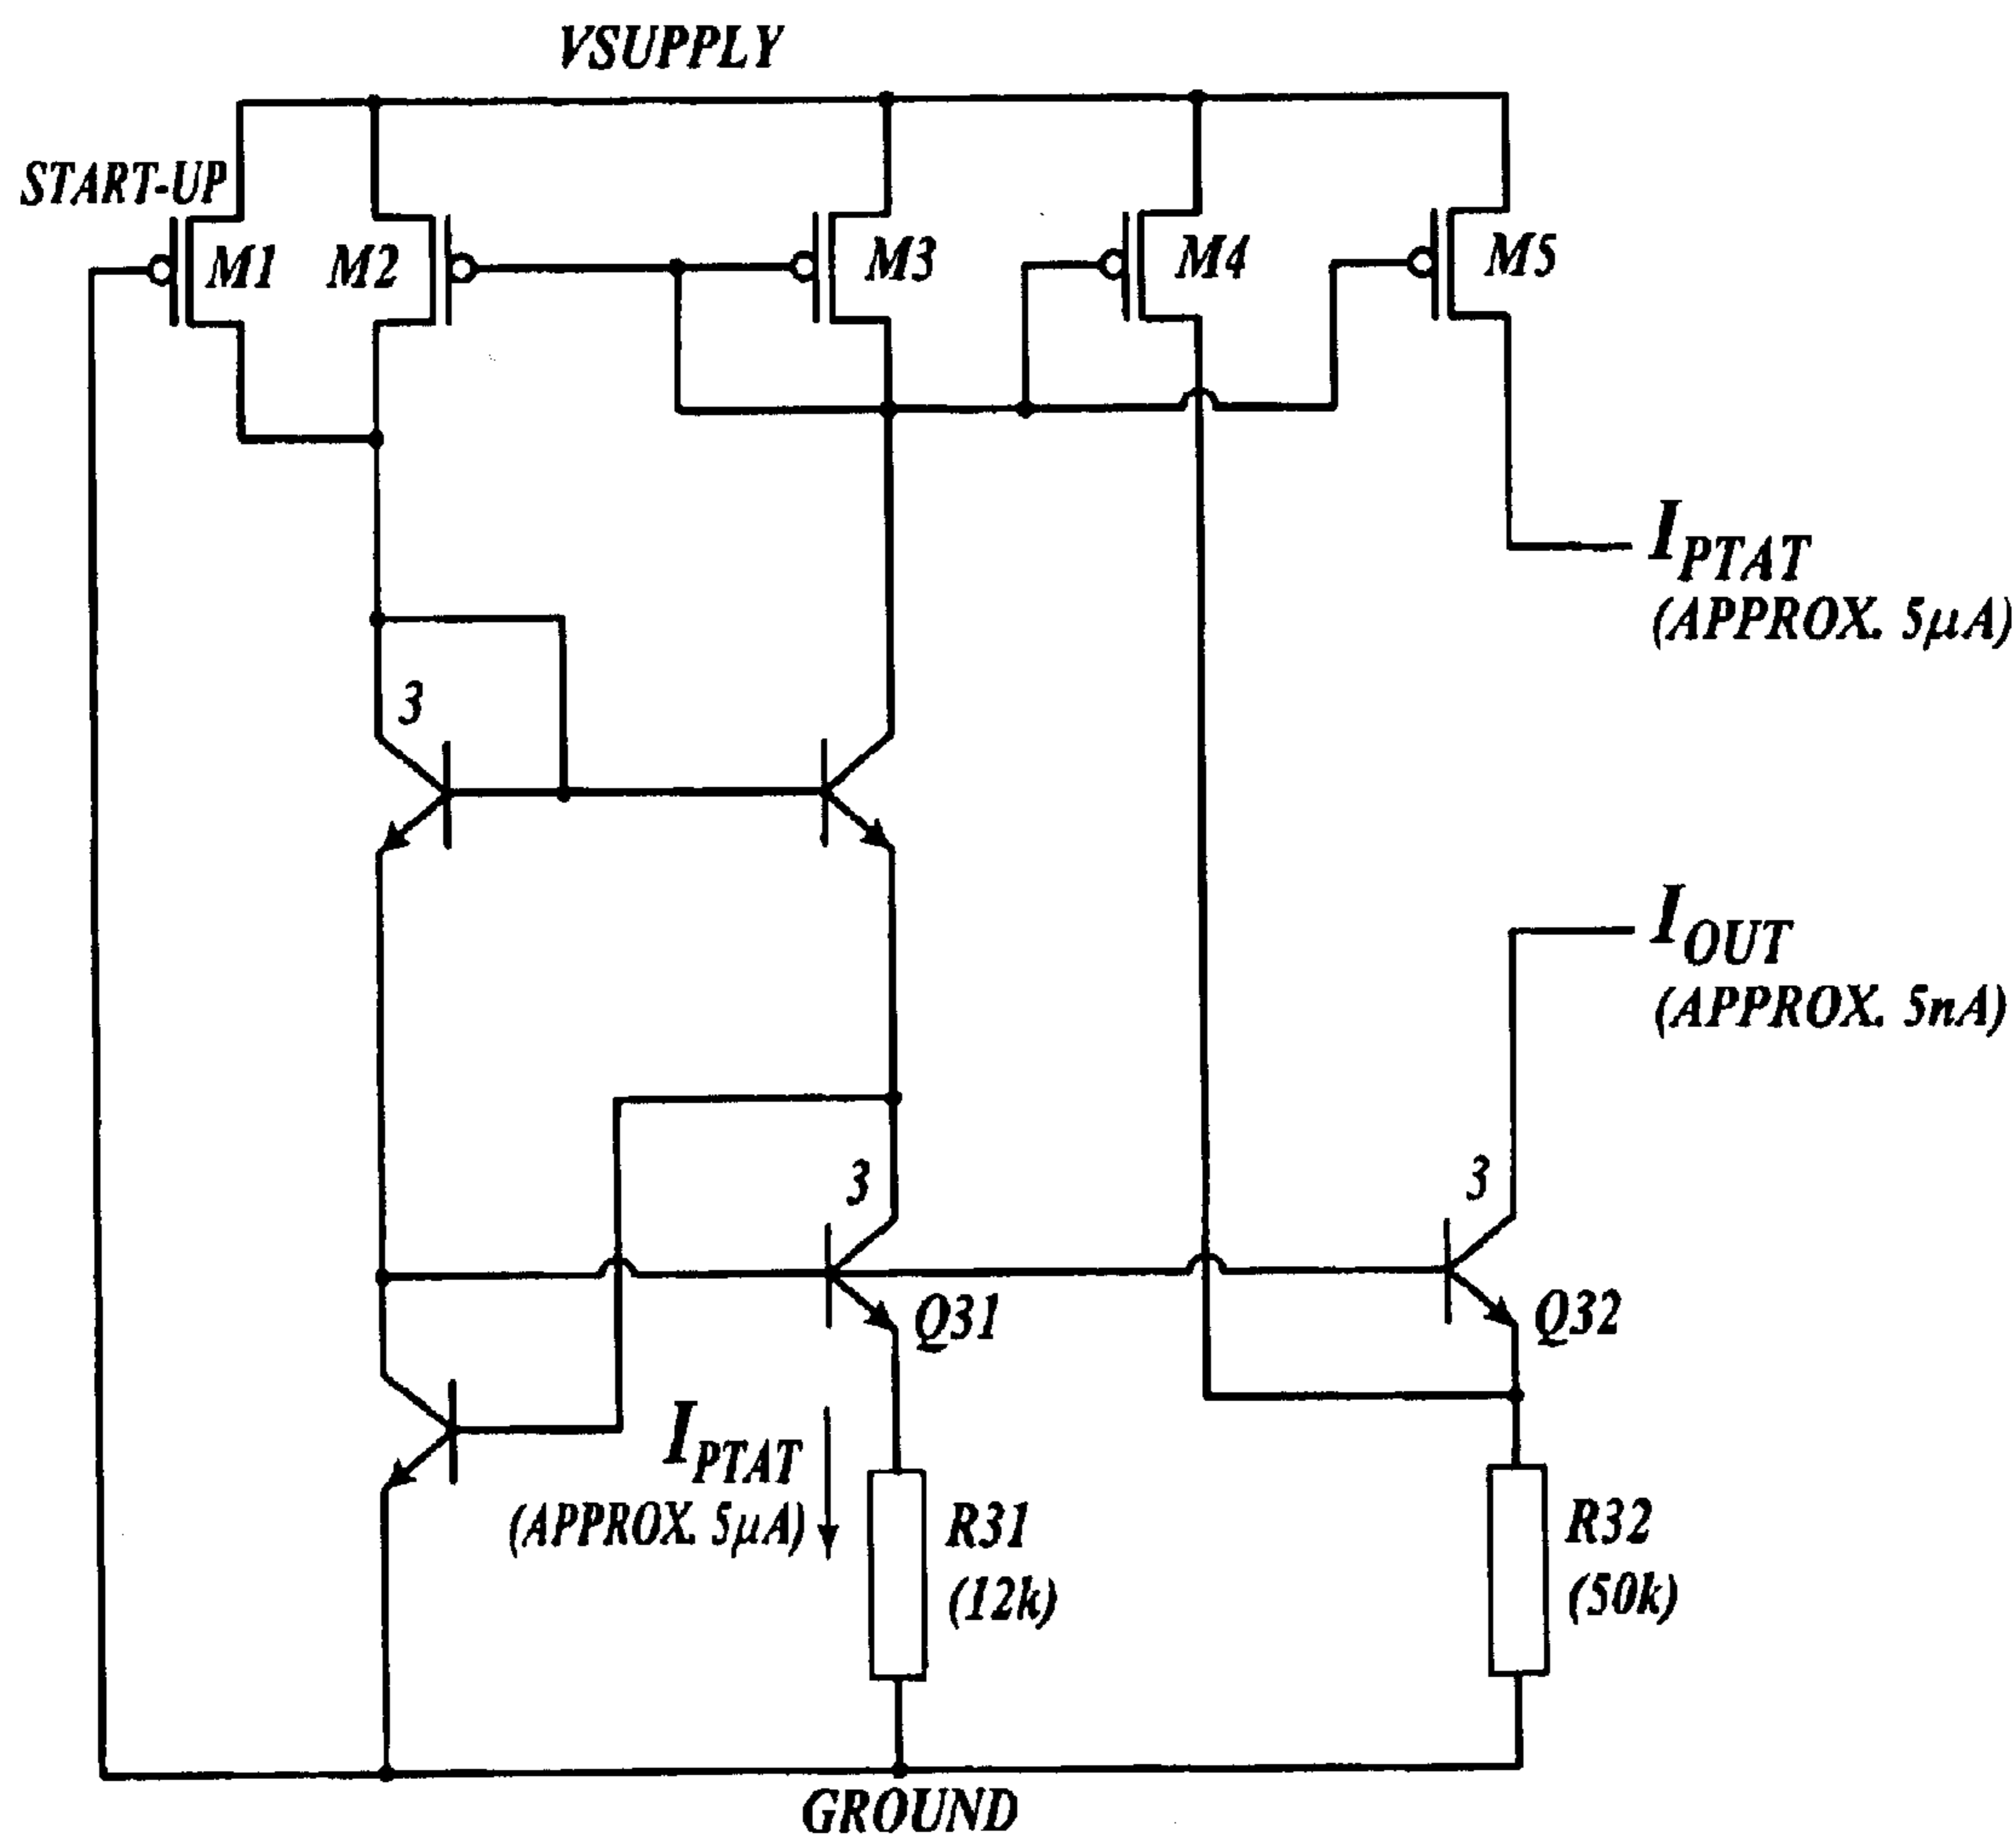 VSUPPLY
START-UP
M1
M2
M3
M4
M5
I_PTAT
(APPROX. 5µA)
3
I_OUT
(APPROX. 5nA)
3
3
Q31
Q32
I_PTAT
(APPROX. 5µA)
R31
(12k)
R32
(50k)
GROUND